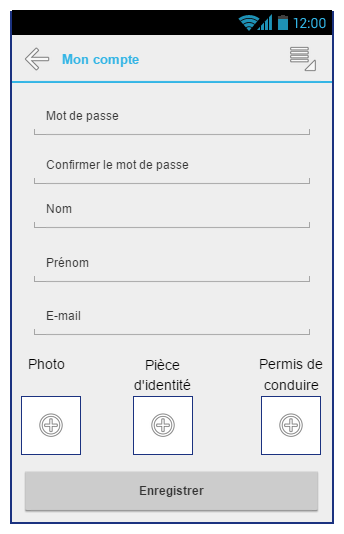 12:00
Mon compte
Mot de passe
Confirmer le mot de passe
Nom
Prénom
E-mail
Photo
Pièce
d'identité
Permis de
conduire
Enregistrer